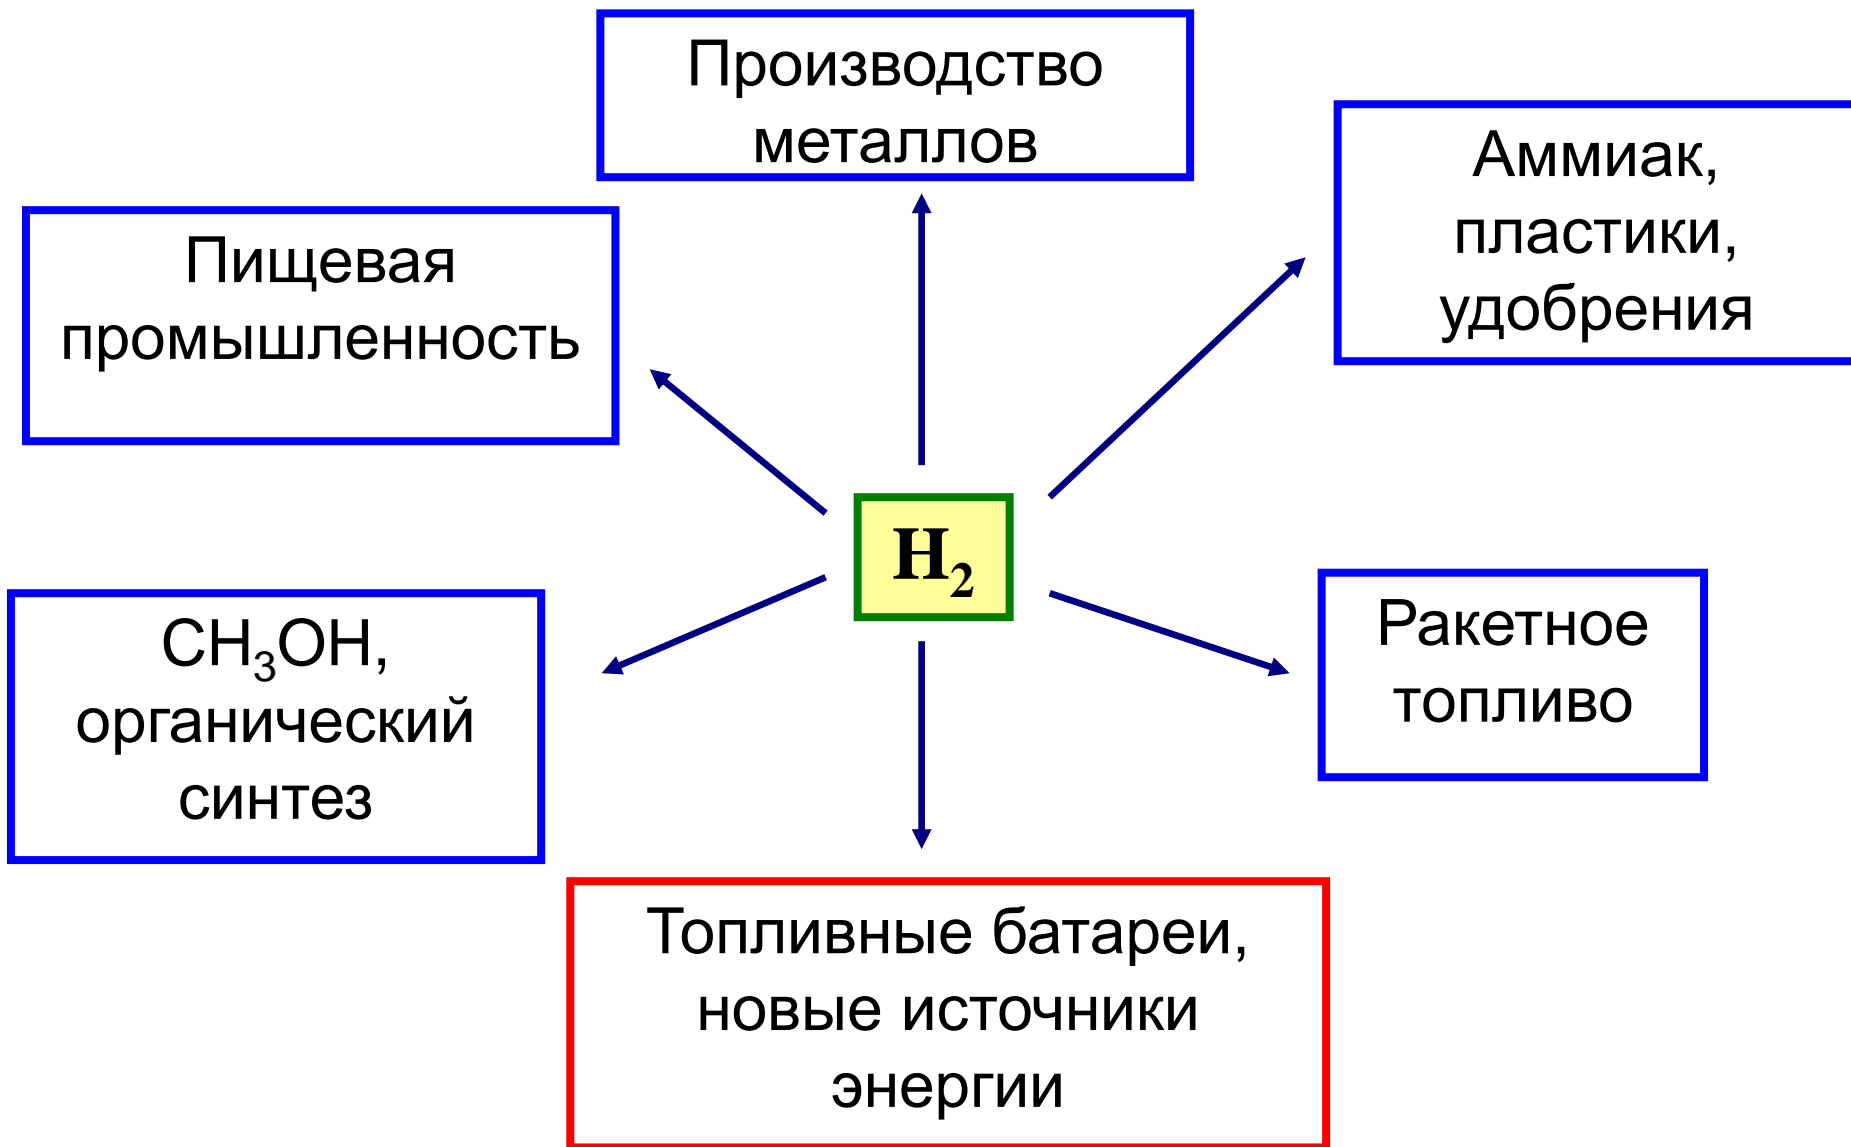 Производство
металлов
Аммиак,
пластики,
удобрения
Пищевая
промышленность
H₂
CH₃OH,
органический
синтез
Ракетное
топливо
Топливные батареи,
новые источники
энергии